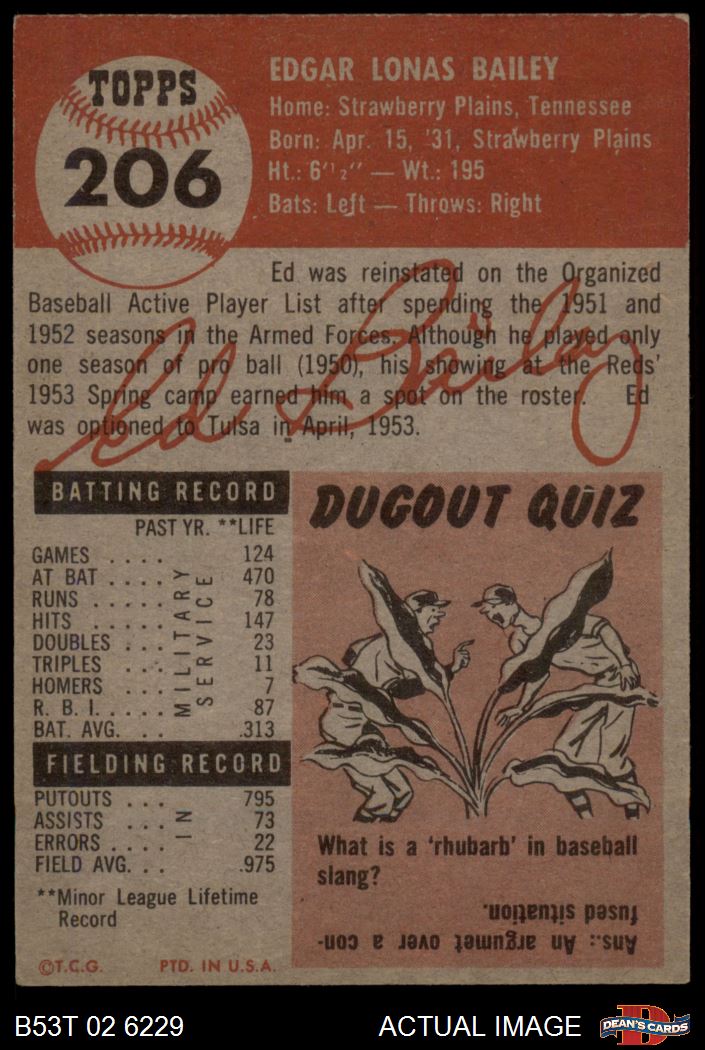 TOPPS
206
EDGAR LONAS BAILEY
Home: Strawberry Plains, Tennessee
Born: Apr. 15, '31, Strawberry Plains
Ht.: 6'½" — Wt.: 195
Bats: Left — Throws: Right
Ed was reinstated on the Organized
Baseball Active Player List after spending the 1951 and
1952 seasons in the Armed Forces. Although he played only
one season of pro ball (1950), his showing at the Reds'
1953 Spring camp earned him a spot on the roster. Ed
was optioned to Tulsa in April, 1953.
Ed Bailey
BATTING RECORD
PAST YR. **LIFE
GAMES .... 124
AT BAT .... 470
RUNS ..... 78
HITS ..... 147
DOUBLES ... 23
TRIPLES ... 11
HOMERS ... 7
R. B. I. .... 87
BAT. AVG. ... .313
FIELDING RECORD
PUTOUTS ... 795
ASSISTS ... 73
ERRORS .... 22
FIELD AVG. ... .975
IN MILITARY
SERVICE
**Minor League Lifetime
Record
©T.C.G. PTD. IN U.S.A.
DUGOUT QUIZ
What is a 'rhubarb' in baseball
slang?
Ans.: An argumet over a con-
fused situation.
B53T 02 6229
ACTUAL IMAGE
D
DEAN'S CARDS